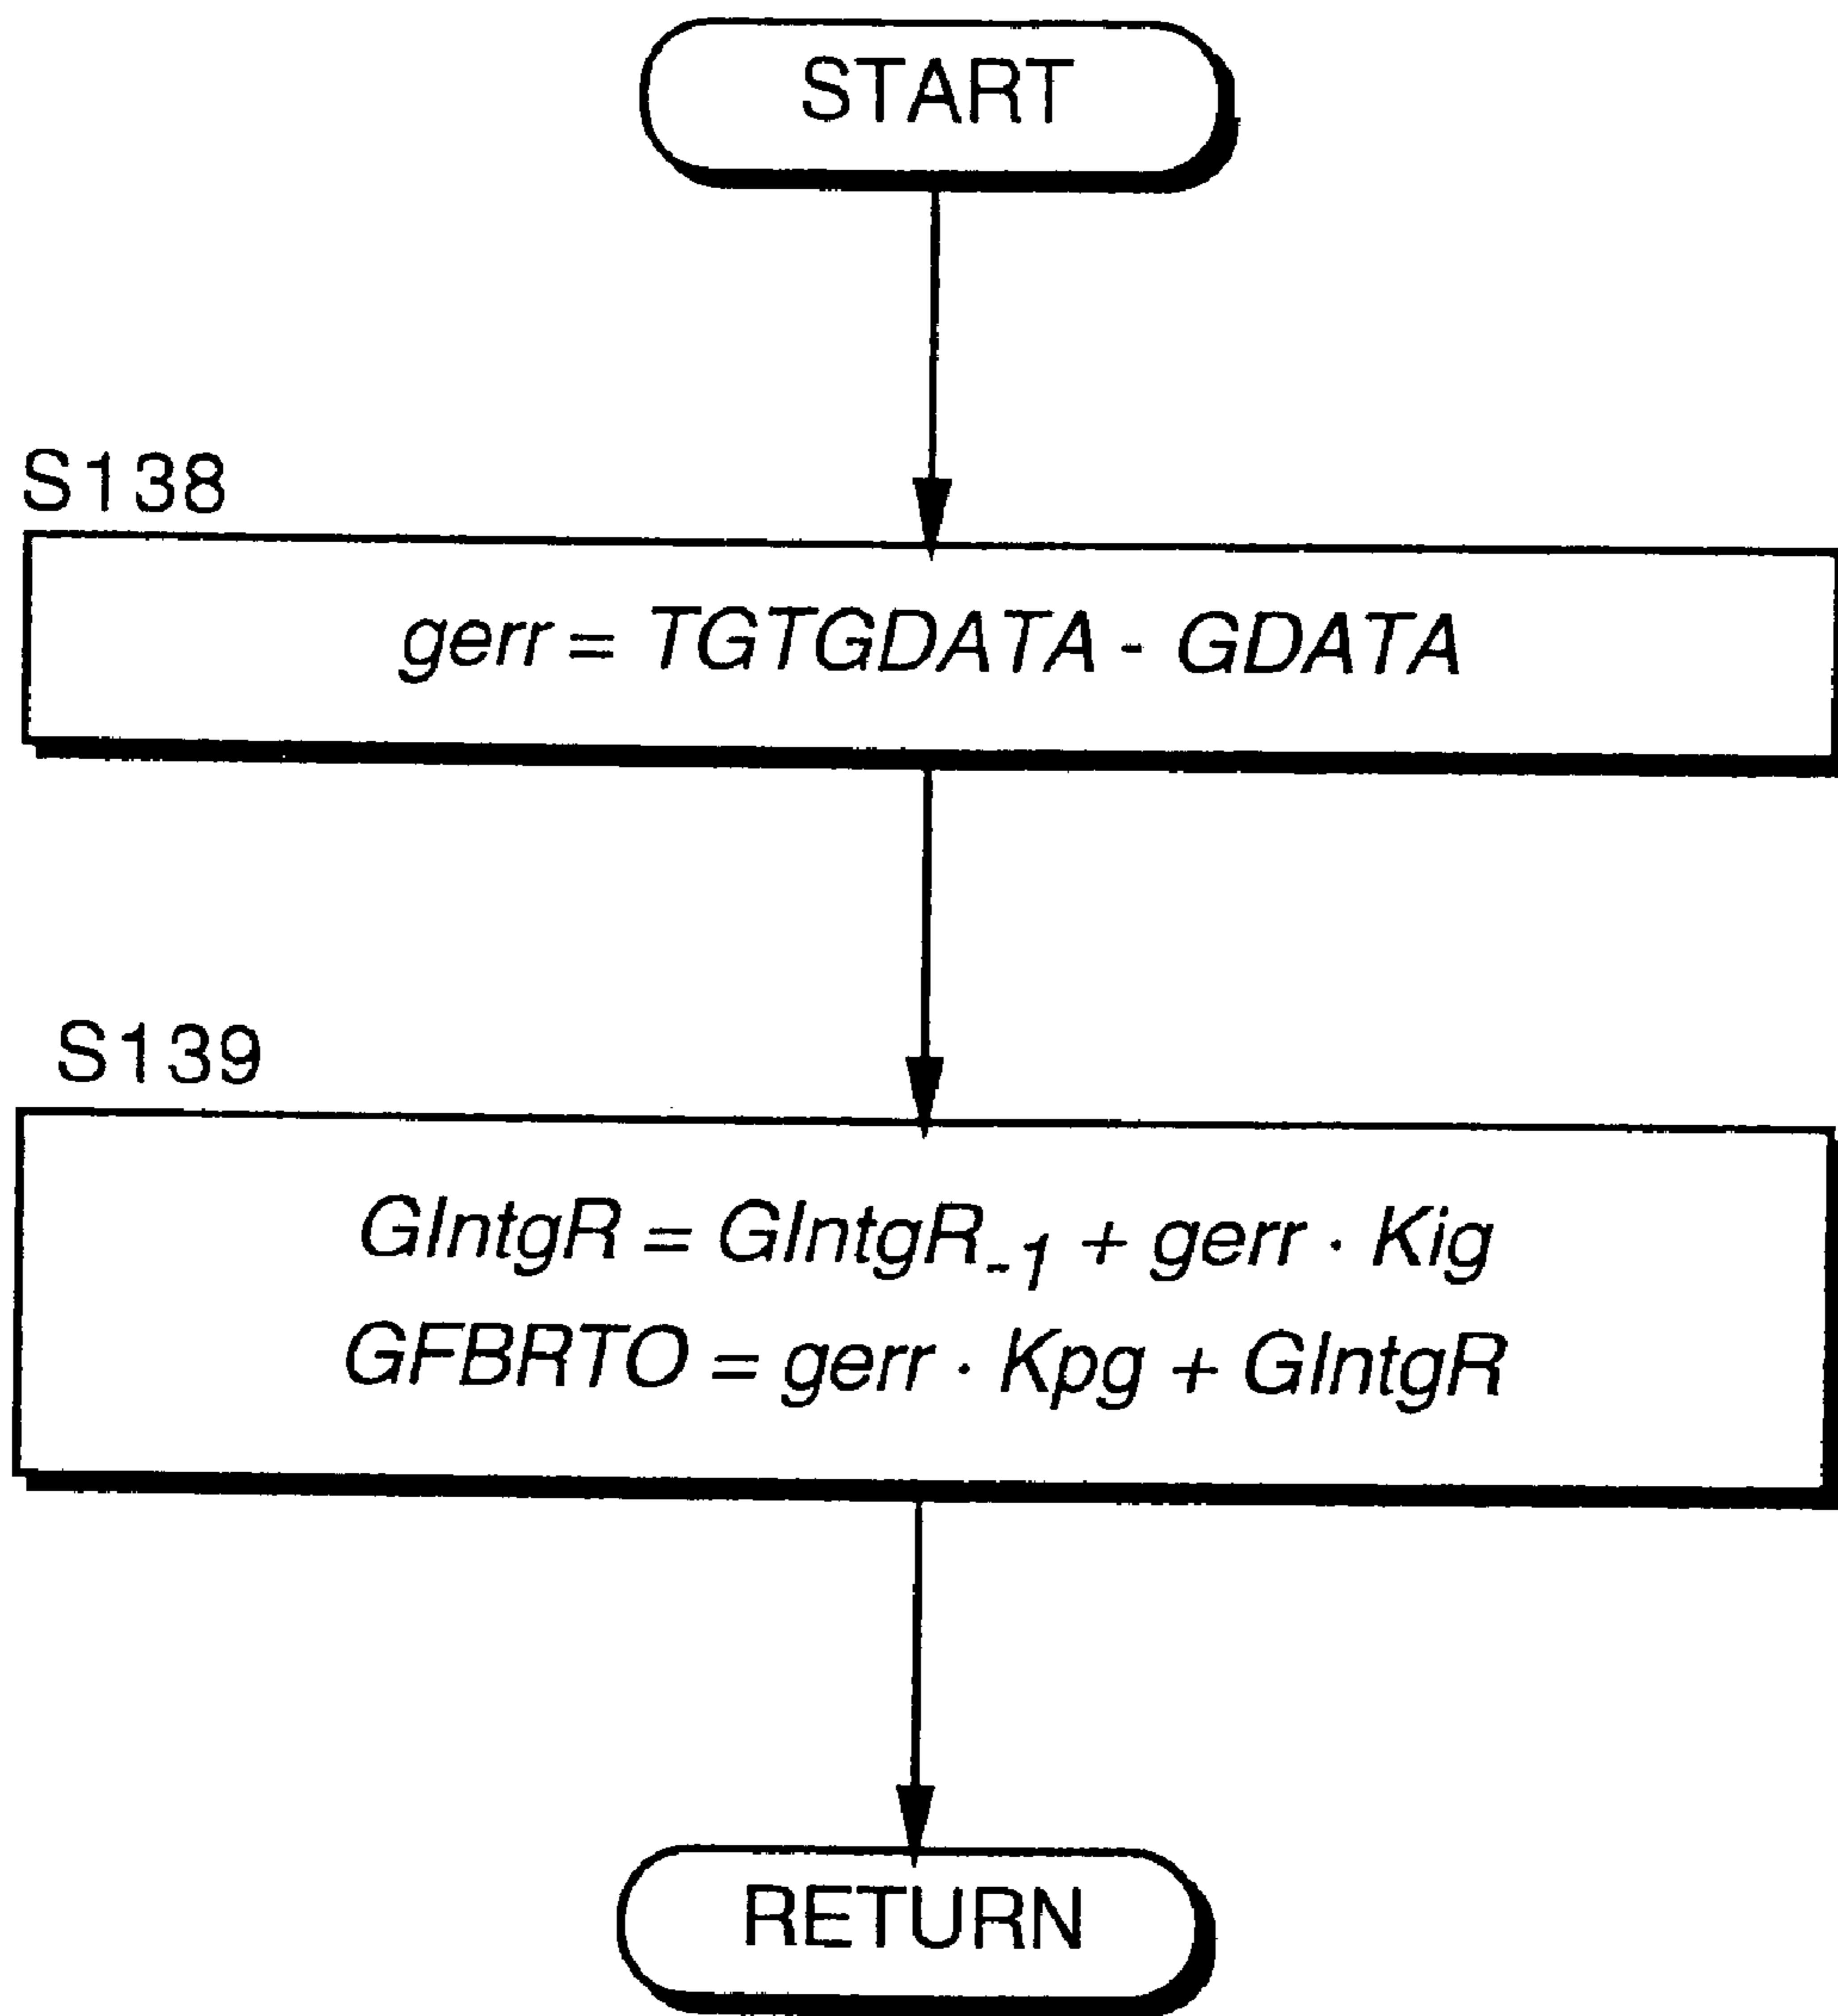 START
S138
gerr = TGTGDATA - GDATA
S139
GIntgR = GIntgR₋₁ + gerr · Kig
GFBRTO = gerr · Kpg + GIntgR
RETURN